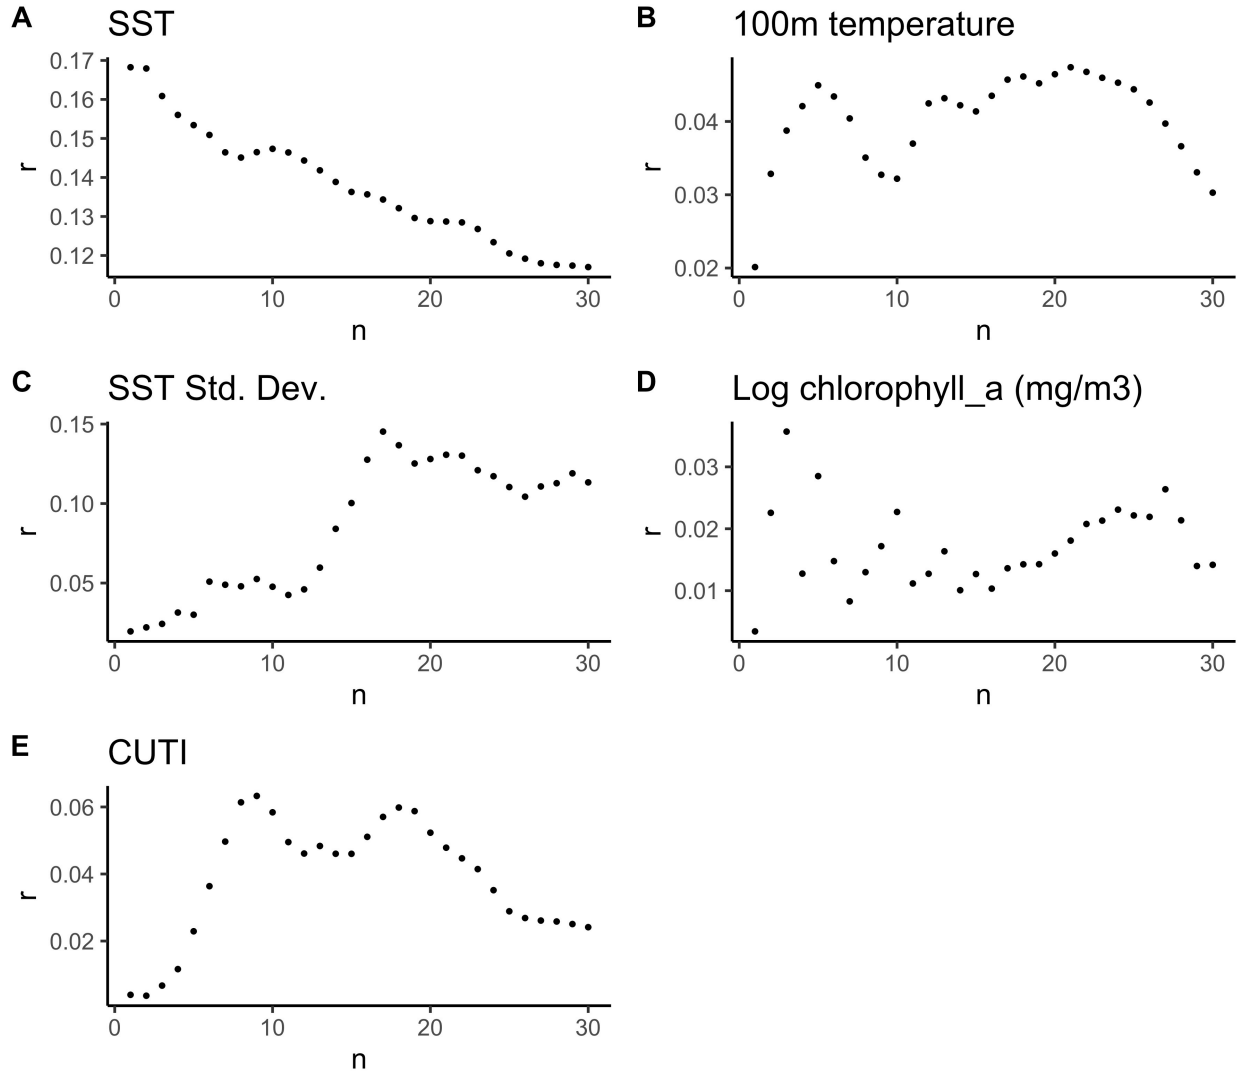 A SST
0.17
0.16
0.15
0.14
0.13
0.12
r
0 10 20 30
n
B 100m temperature
0.04
0.03
0.02
r
0 10 20 30
n
C SST Std. Dev.
0.15
0.10
0.05
r
0 10 20 30
n
D Log chlorophyll_a (mg/m3)
0.03
0.02
0.01
r
0 10 20 30
n
E CUTI
0.06
0.04
0.02
r
0 10 20 30
n